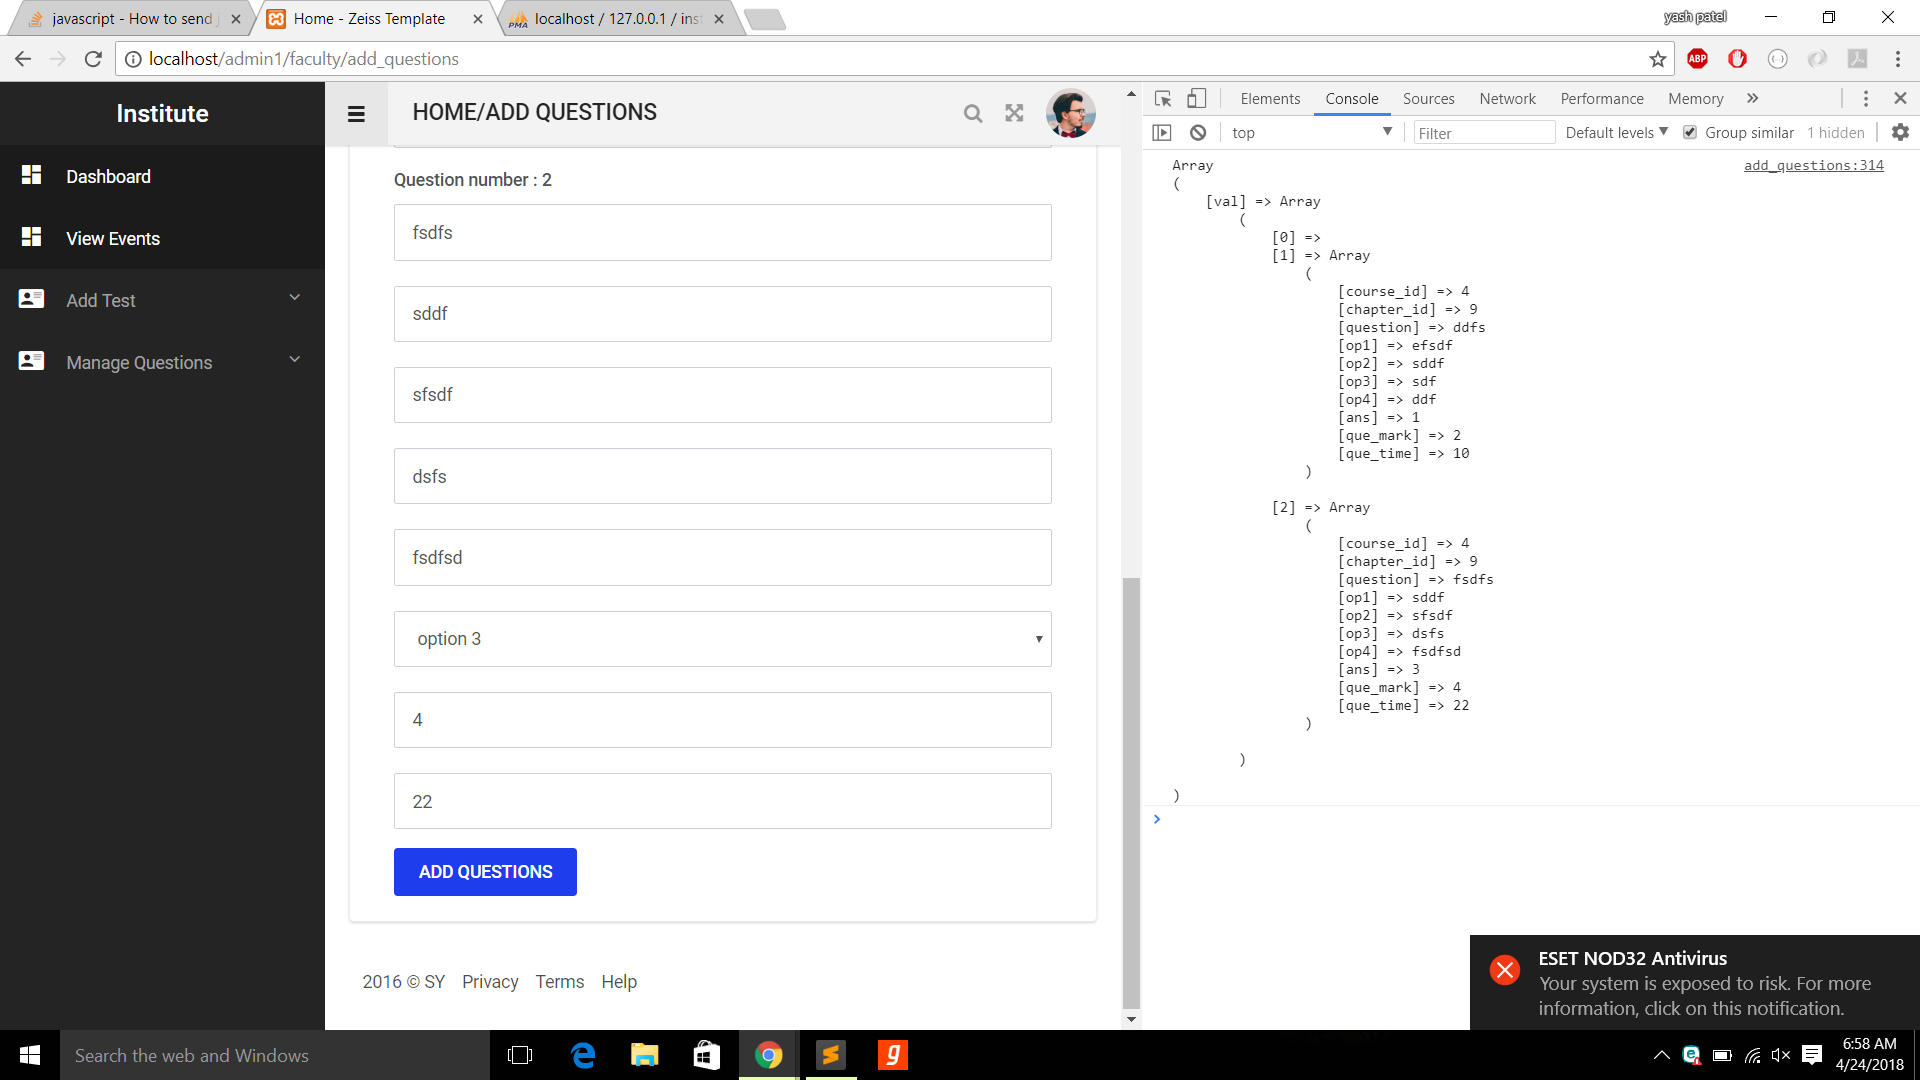 javascript - How to send
Home - Zeiss Template
localhost / 127.0.0.1 / inst
yash patel
localhost/admin1/faculty/add_questions
ABP
Institute
Dashboard
View Events
Add Test
Manage Questions
HOME/ADD QUESTIONS
Question number : 2
fsdfs
sddf
sfsdf
dsfs
fsdfsd
option 3
4
22
ADD QUESTIONS
2016 © SY Privacy Terms Help
Elements Console Sources Network Performance Memory
top Filter Default levels Group similar 1 hidden
Array add_questions:314
(
[val] => Array
(
[0] =>
[1] => Array
(
[course_id] => 4
[chapter_id] => 9
[question] => ddfs
[op1] => efsdf
[op2] => sddf
[op3] => sdf
[op4] => ddf
[ans] => 1
[que_mark] => 2
[que_time] => 10
)
[2] => Array
(
[course_id] => 4
[chapter_id] => 9
[question] => fsdfs
[op1] => sddf
[op2] => sfsdf
[op3] => dsfs
[op4] => fsdfsd
[ans] => 3
[que_mark] => 4
[que_time] => 22
)
)
)
ESET NOD32 Antivirus
Your system is exposed to risk. For more
information, click on this notification.
Search the web and Windows
6:58 AM
4/24/2018